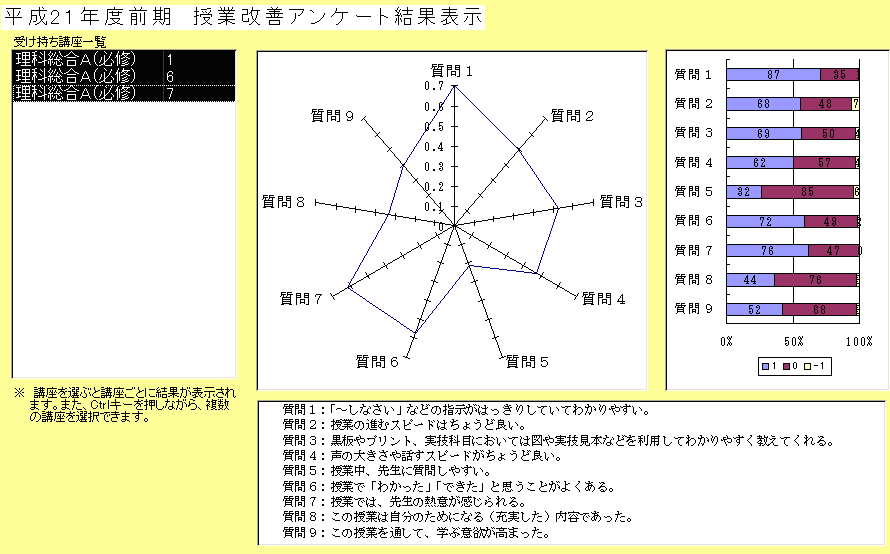 平成21年度前期　授業改善アンケート結果表示
受け持ち講座一覧
理科総合A(必修) 1
理科総合A(必修) 6
理科総合A(必修) 7
※　講座を選ぶと講座ごとに結果が表示され
ます。また、Ctrlキーを押しながら、複数
の講座を選択できます。
質問1
0.7
0.6
0.5
0.4
0.3
0.2
0.1
0
質問2
質問3
質問4
質問5
質問6
質問7
質問8
質問9
質問1 87 35
質問2 68 48 7
質問3 69 50 4
質問4 62 57 4
質問5 32 85 6
質問6 72 49 2
質問7 76 47 0
質問8 44 76
質問9 52 68
0% 50% 100%
1 0 -1
質問1：「～しなさい」などの指示がはっきりしていてわかりやすい。
質問2：授業の進むスピードはちょうど良い。
質問3：黒板やプリント、実技科目においては図や実技見本などを利用してわかりやすく教えてくれる。
質問4：声の大きさや話すスピードがちょうど良い。
質問5：授業中、先生に質問しやすい。
質問6：授業で「わかった」「できた」と思うことがよくある。
質問7：授業では、先生の熱意が感じられる。
質問8：この授業は自分のためになる（充実した）内容であった。
質問9：この授業を通して、学ぶ意欲が高まった。